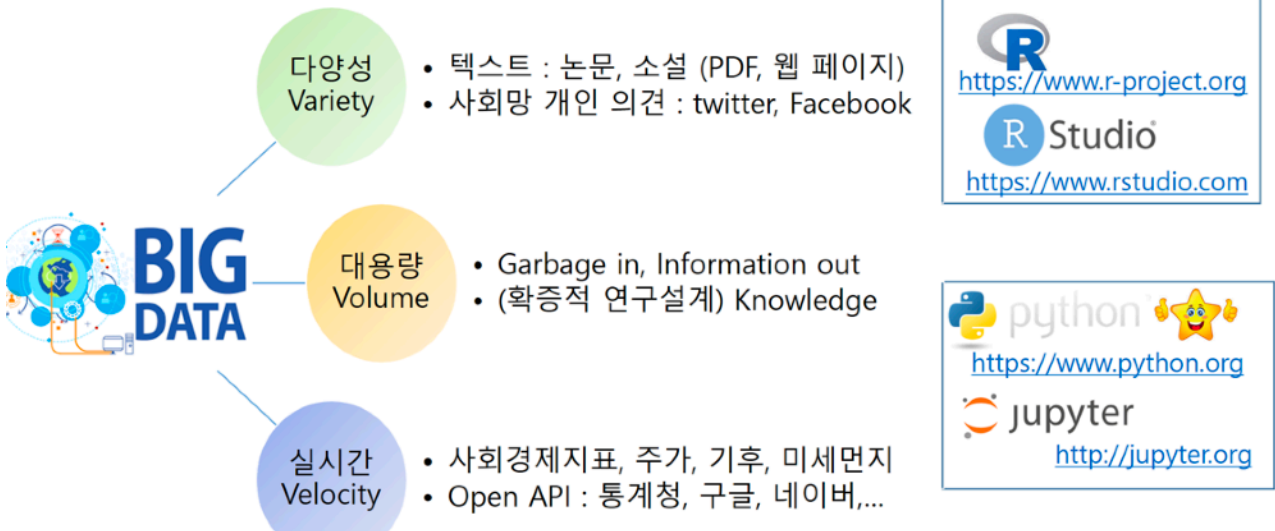 다양성
Variety
• 텍스트 : 논문, 소설 (PDF, 웹 페이지)
• 사회망 개인 의견 : twitter, Facebook
BIG
DATA
대용량
Volume
• Garbage in, Information out
• (확증적 연구설계) Knowledge
실시간
Velocity
• 사회경제지표, 주가, 기후, 미세먼지
• Open API : 통계청, 구글, 네이버,...
R
https://www.r-project.org
R Studio
https://www.rstudio.com
python
https://www.python.org
jupyter
http://jupyter.org